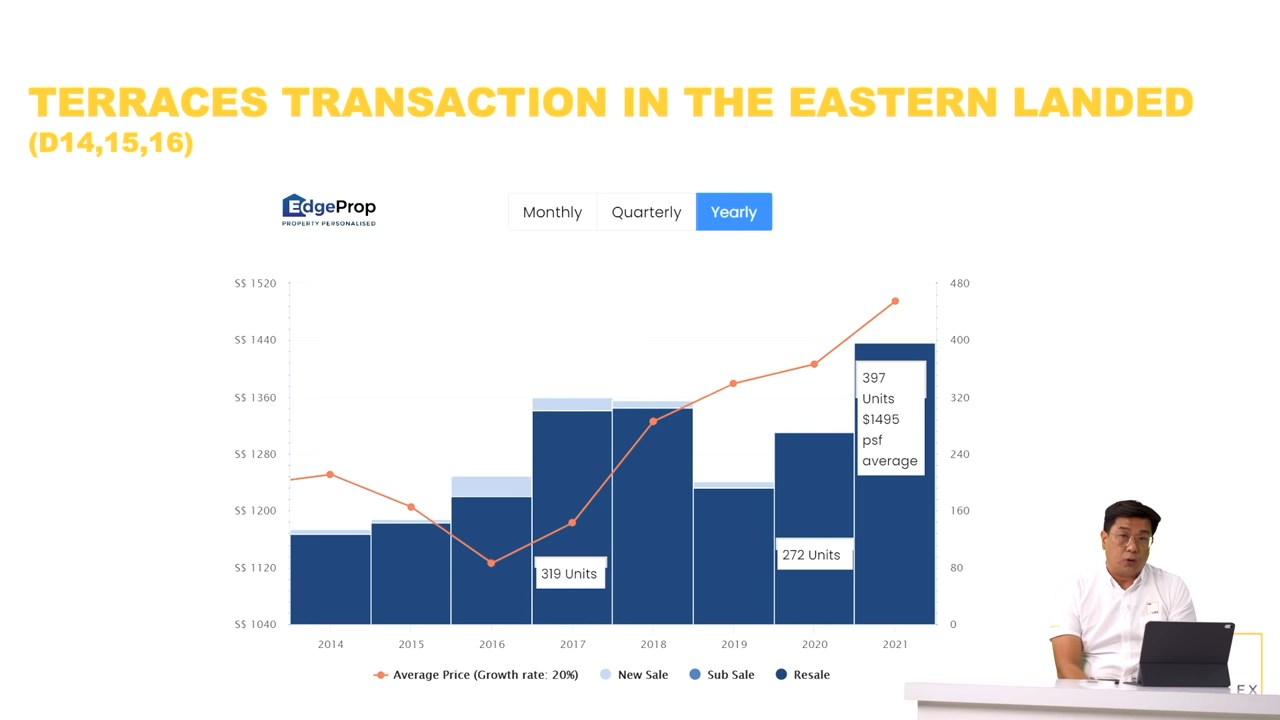 TERRACES TRANSACTION IN THE EASTERN LANDED
(D14,15,16)
EdgeProp
PROPERTY PERSONALISED
Monthly Quarterly Yearly
S$ 1520
S$ 1440
S$ 1360
S$ 1280
S$ 1200
S$ 1120
S$ 1040
480
400
320
240
160
80
0
397
Units
$1495
psf
average
272 Units
319 Units
2014 2015 2016 2017 2018 2019 2020 2021
Average Price (Growth rate: 20%) New Sale Sub Sale Resale
EX